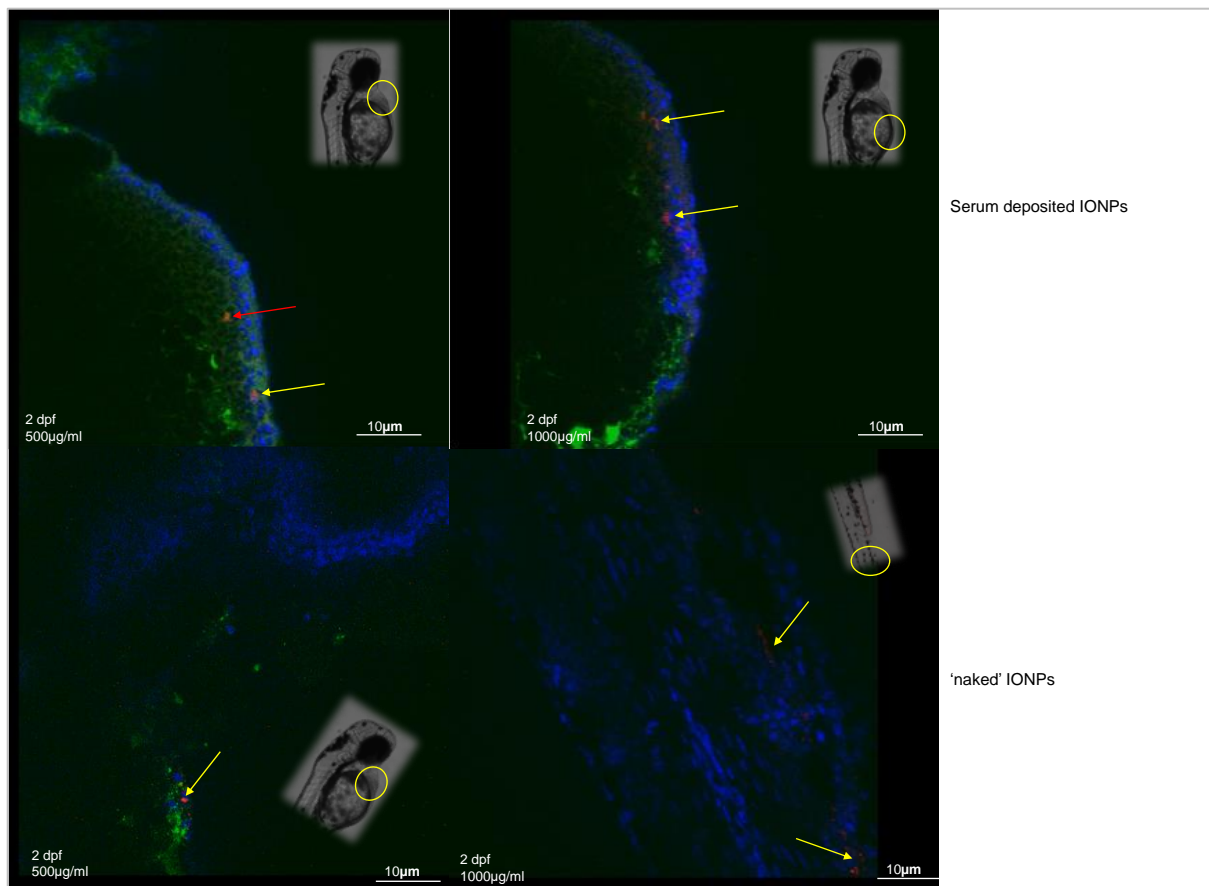 Serum deposited IONPs
2 dpf
500µg/ml
10µm
2 dpf
1000µg/ml
10µm
'naked' IONPs
2 dpf
500µg/ml
10µm
2 dpf
1000µg/ml
10µm